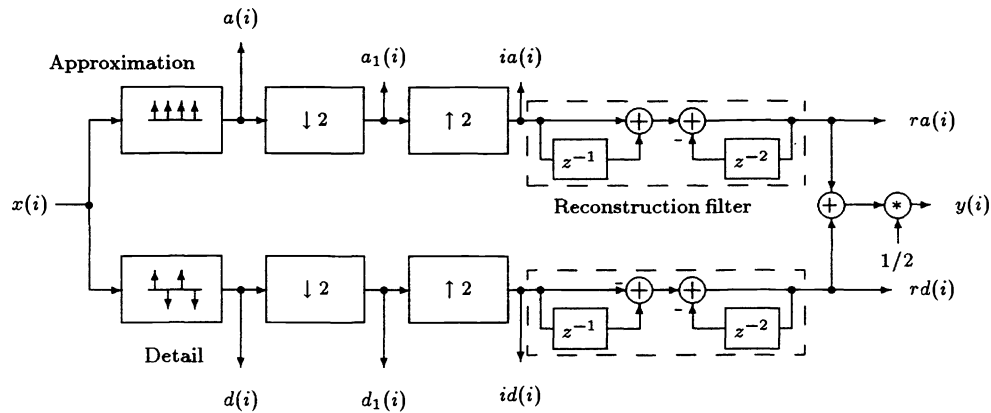 a(i)
Approximation
a₁(i)
ia(i)
↓ 2
↑ 2
+
+
-
ra(i)
z⁻¹
z⁻²
x(i)
Reconstruction filter
+
*
y(i)
1/2
↓ 2
↑ 2
-
+
+
-
rd(i)
z⁻¹
z⁻²
Detail
d(i)
d₁(i)
id(i)